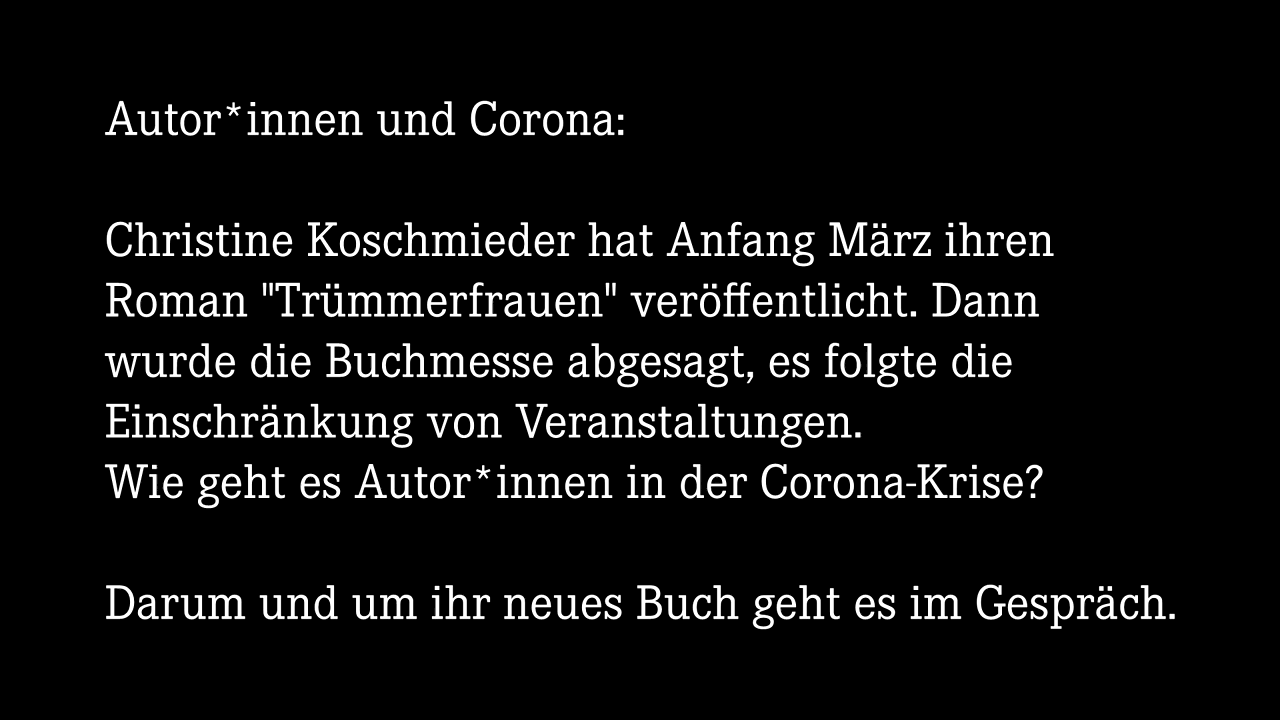 Autor*innen und Corona:
Christine Koschmieder hat Anfang März ihren
Roman "Trümmerfrauen" veröffentlicht. Dann
wurde die Buchmesse abgesagt, es folgte die
Einschränkung von Veranstaltungen.
Wie geht es Autor*innen in der Corona-Krise?
Darum und um ihr neues Buch geht es im Gespräch.